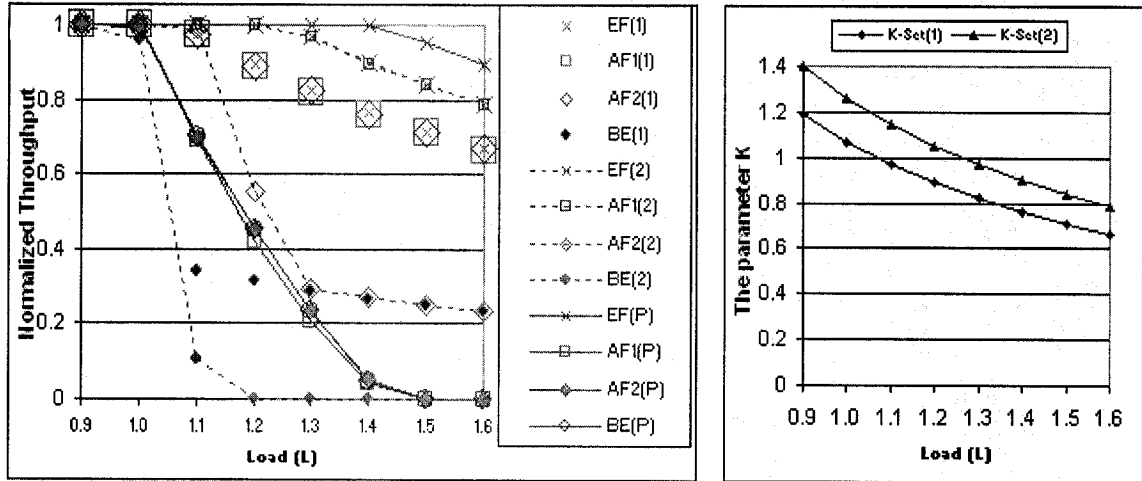 Normalized Throughput
1
0.8
0.6
0.4
0.2
0
0.9 1.0 1.1 1.2 1.3 1.4 1.5 1.6
Load (L)
EF(1)
AF1(1)
AF2(1)
BE(1)
EF(2)
AF1(2)
AF2(2)
BE(2)
EF(P)
AF1(P)
AF2(P)
BE(P)
K-Set(1) K-Set(2)
The parameter K
1.4
1.2
1
0.8
0.6
0.4
0.2
0
0.9 1.0 1.1 1.2 1.3 1.4 1.5 1.6
Load (L)